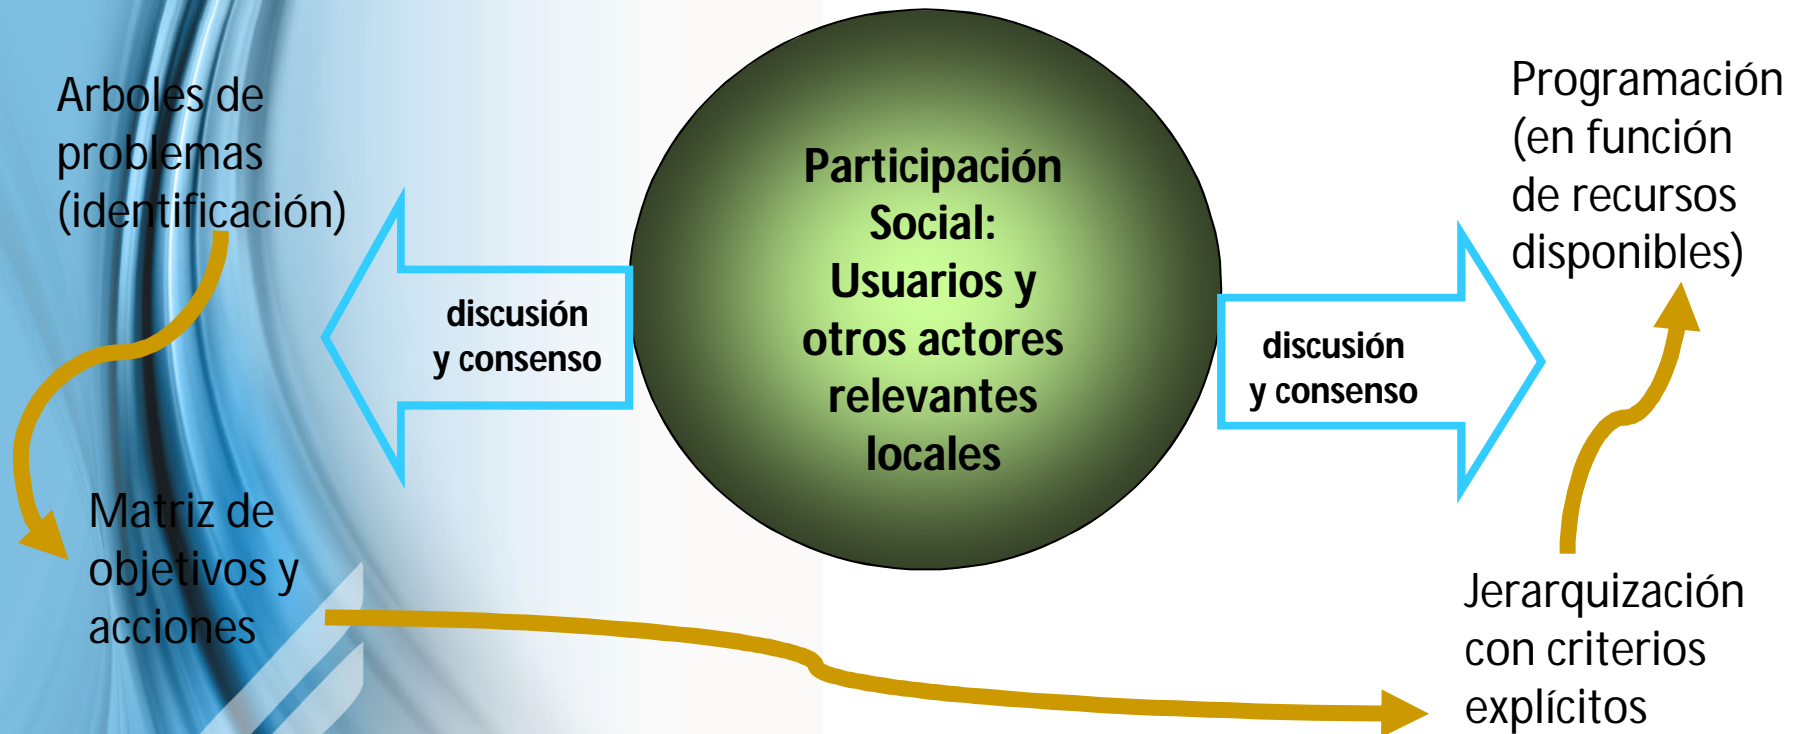 Arboles de
problemas
(identificación)
discusión
y consenso
Matriz de
objetivos y
acciones
Participación
Social:
Usuarios y
otros actores
relevantes
locales
discusión
y consenso
Programación
(en función
de recursos
disponibles)
Jerarquización
con criterios
explícitos